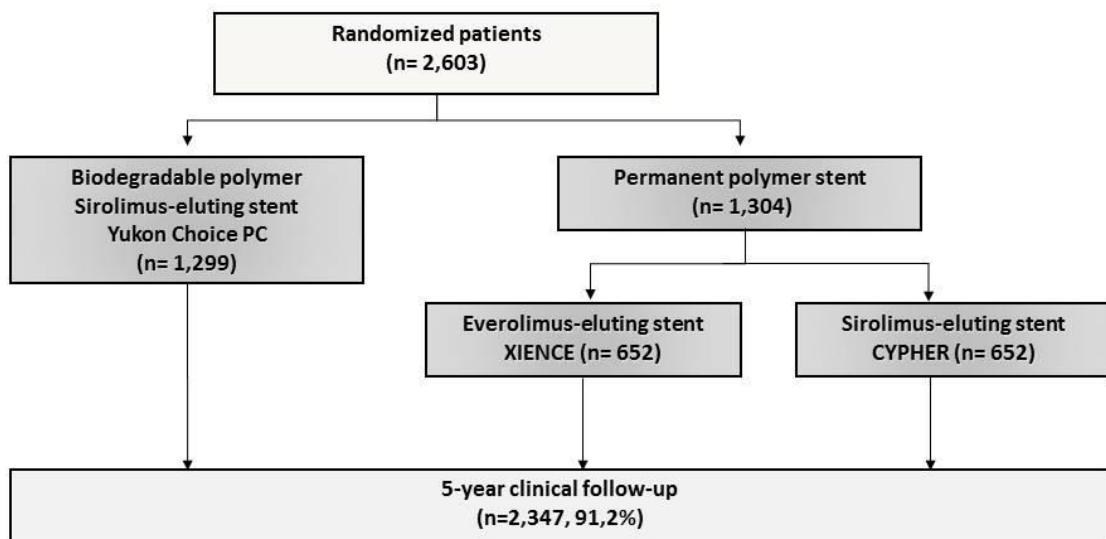 Randomized patients
(n= 2,603)
Biodegradable polymer
Sirolimus-eluting stent
Yukon Choice PC
(n= 1,299)
Permanent polymer stent
(n= 1,304)
Everolimus-eluting stent
XIENCE (n= 652)
Sirolimus-eluting stent
CYPHER (n= 652)
5-year clinical follow-up
(n=2,347, 91,2%)